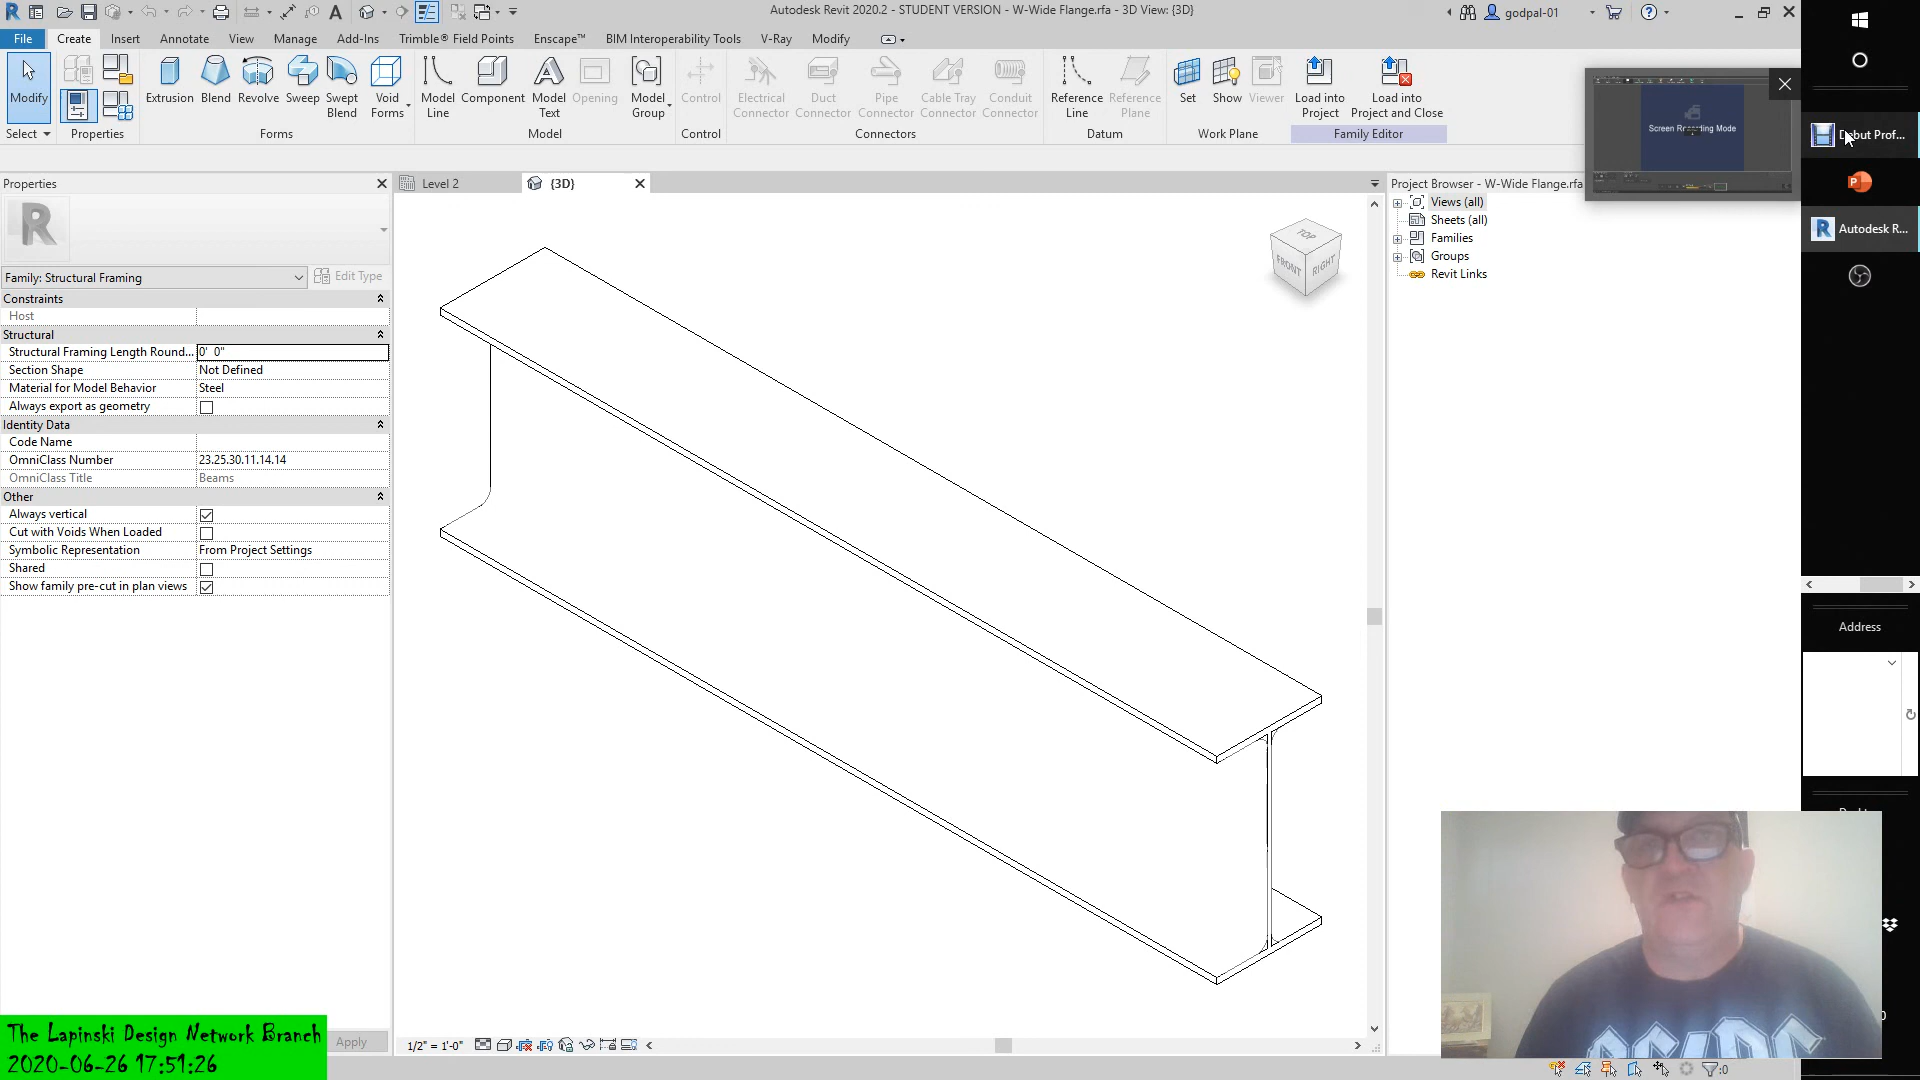 Autodesk Revit 2020.2 - STUDENT VERSION - W-Wide Flange.rfa - 3D View: {3D}
godpal-01
File Create Insert Annotate View Manage Add-Ins Trimble® Field Points Enscape™ BIM Interoperability Tools V-Ray Modify
Modify
Extrusion Blend Revolve Sweep Swept Blend Void Forms
Model Line Component Model Text Opening Model Group
Control
Electrical Connector Duct Connector Pipe Connector Cable Tray Connector Conduit Connector
Reference Line Reference Plane
Set Show Viewer
Load into Project Load into Project and Close
Select Properties Forms Model Control Connectors Datum Work Plane Family Editor
Screen Recording Mode
Debut Prof...
Autodesk R...
Properties
Level 2
{3D}
Project Browser - W-Wide Flange.rfa
Views (all)
Sheets (all)
Families
Groups
Revit Links
Family: Structural Framing
Edit Type
Constraints
Host
Structural
Structural Framing Length Round... 0' 0"
Section Shape Not Defined
Material for Model Behavior Steel
Always export as geometry
Identity Data
Code Name
OmniClass Number 23.25.30.11.14.14
OmniClass Title Beams
Other
Always vertical
Cut with Voids When Loaded
Symbolic Representation From Project Settings
Shared
Show family pre-cut in plan views
TOP
FRONT
RIGHT
Address
Apply
1/2" = 1'-0"
:0
The Lapinski Design Network Branch
2020-06-26 17:51:26
AC/DC